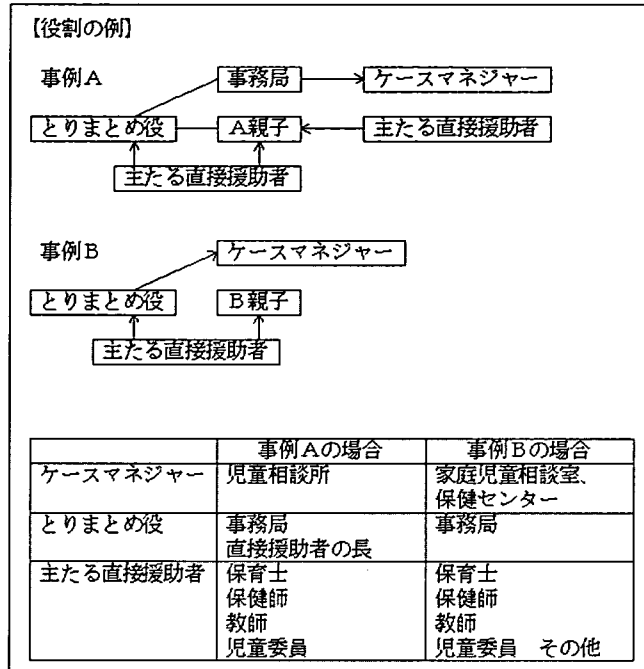 【役割の例】
事例A
事務局 ケースマネジャー
とりまとめ役 A親子 主たる直接援助者
主たる直接援助者
事例B
ケースマネジャー
とりまとめ役 B親子
主たる直接援助者
事例Aの場合 事例Bの場合
ケースマネジャー 児童相談所 家庭児童相談室、
保健センター
とりまとめ役 事務局 事務局
直接援助者の長
主たる直接援助者 保育士 保育士
保健師 保健師
教師 教師
児童委員 児童委員 その他